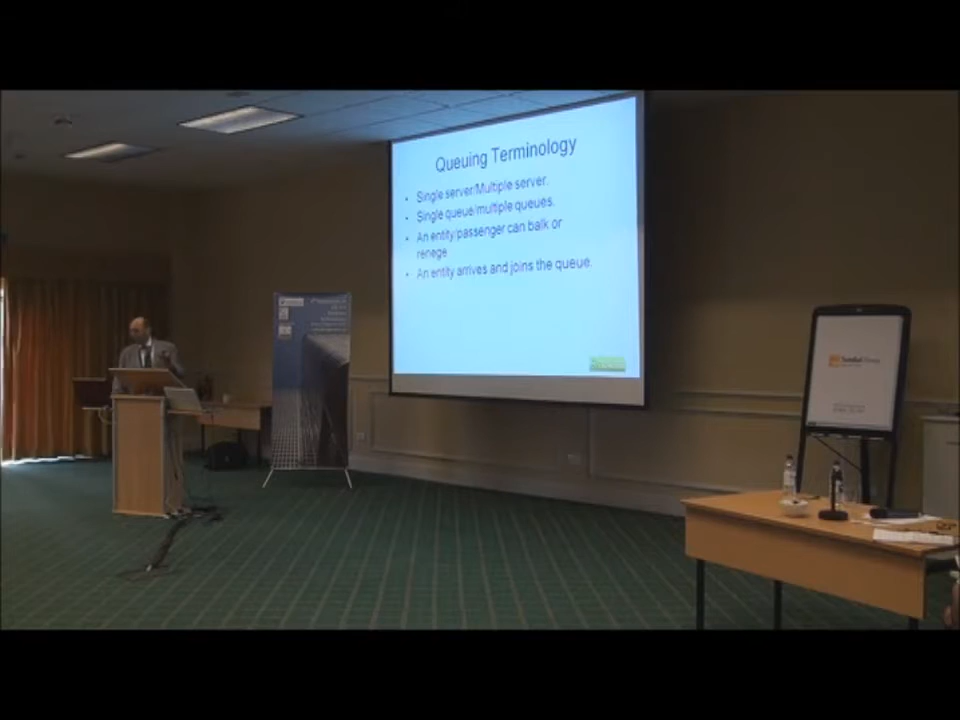 Queuing Terminology
• Single server/Multiple server.
• Single queue/multiple queues.
• An entity/passenger can balk or
renege
• An entity arrives and joins the queue.